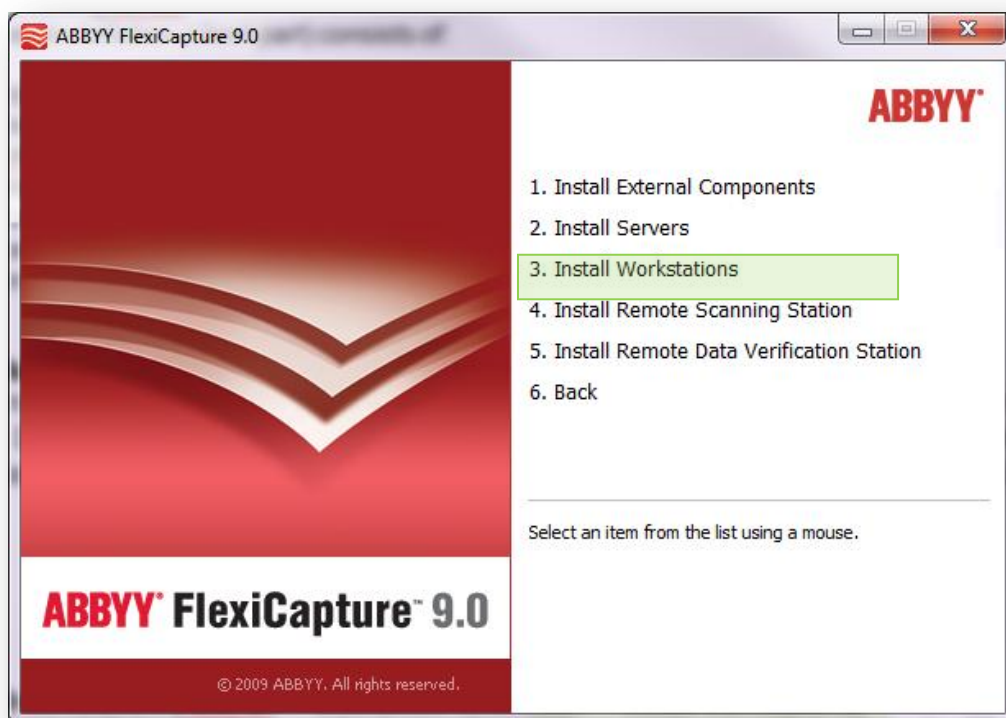 ABBYY FlexiCapture 9.0
ABBYY
1. Install External Components
2. Install Servers
3. Install Workstations
4. Install Remote Scanning Station
5. Install Remote Data Verification Station
6. Back
Select an item from the list using a mouse.
ABBYY FlexiCapture™ 9.0
© 2009 ABBYY. All rights reserved.